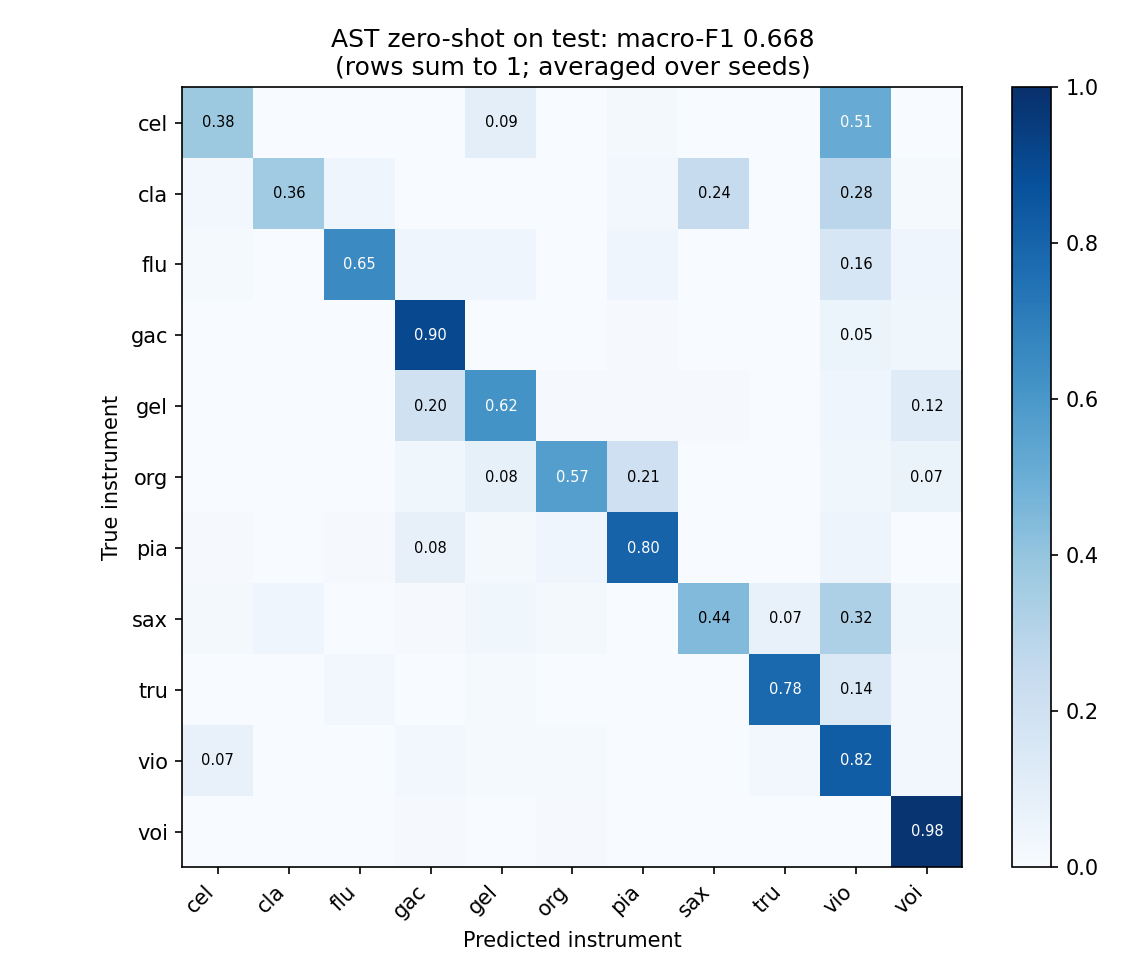 AST zero-shot on test: macro-F1 0.668
(rows sum to 1; averaged over seeds)
1.0
cel 0.38 0.09 0.51
cla 0.36 0.24 0.28
flu 0.65 0.16
0.8
gac 0.90 0.05
gel 0.20 0.62 0.12
0.6
True instrument
org 0.08 0.57 0.21 0.07
pia 0.08 0.80
0.4
sax 0.44 0.07 0.32
tru 0.78 0.14
0.2
vio 0.07 0.82
voi 0.98
0.0
cel cla flu gac gel org pia sax tru vio voi
Predicted instrument